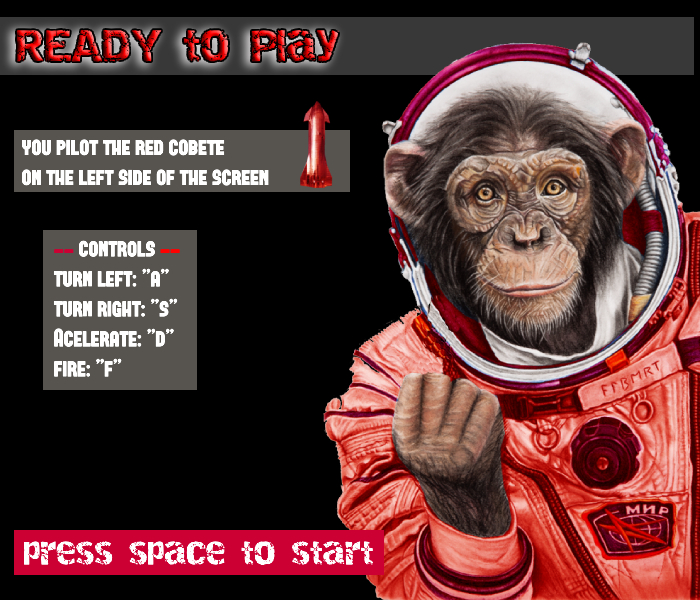 READY to Play
YOU PILOT THE RED COBETE
ON THE LEFT SIDE OF THE SCREEN
-- CONTROLS --
TURN LEFT: "A"
TURN RIGHT: "S"
ACELERATE: "D"
FIRE: "F"
МИР
press space to start